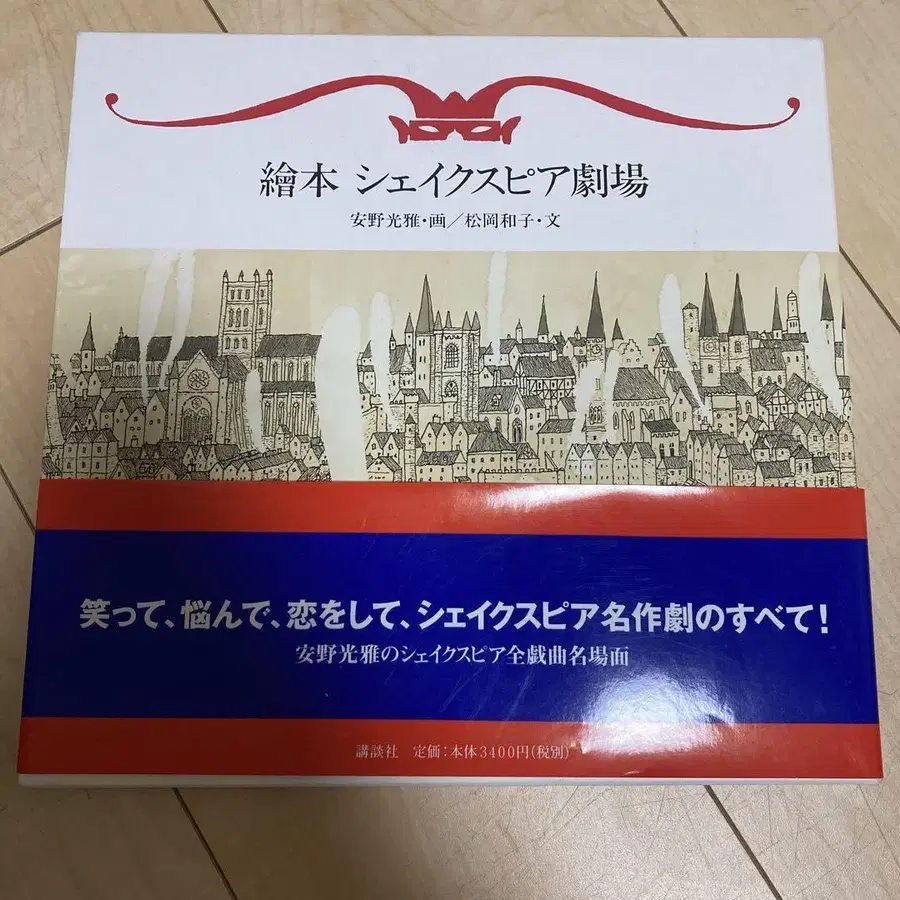 繪本 シェイクスピア劇場
安野光雅・画／松岡和子・文
笑って、悩んで、恋をして、シェイクスピア名作劇のすべて!
安野光雅のシェイクスピア全戯曲名場面
講談社 定価：本体3400円(税別)